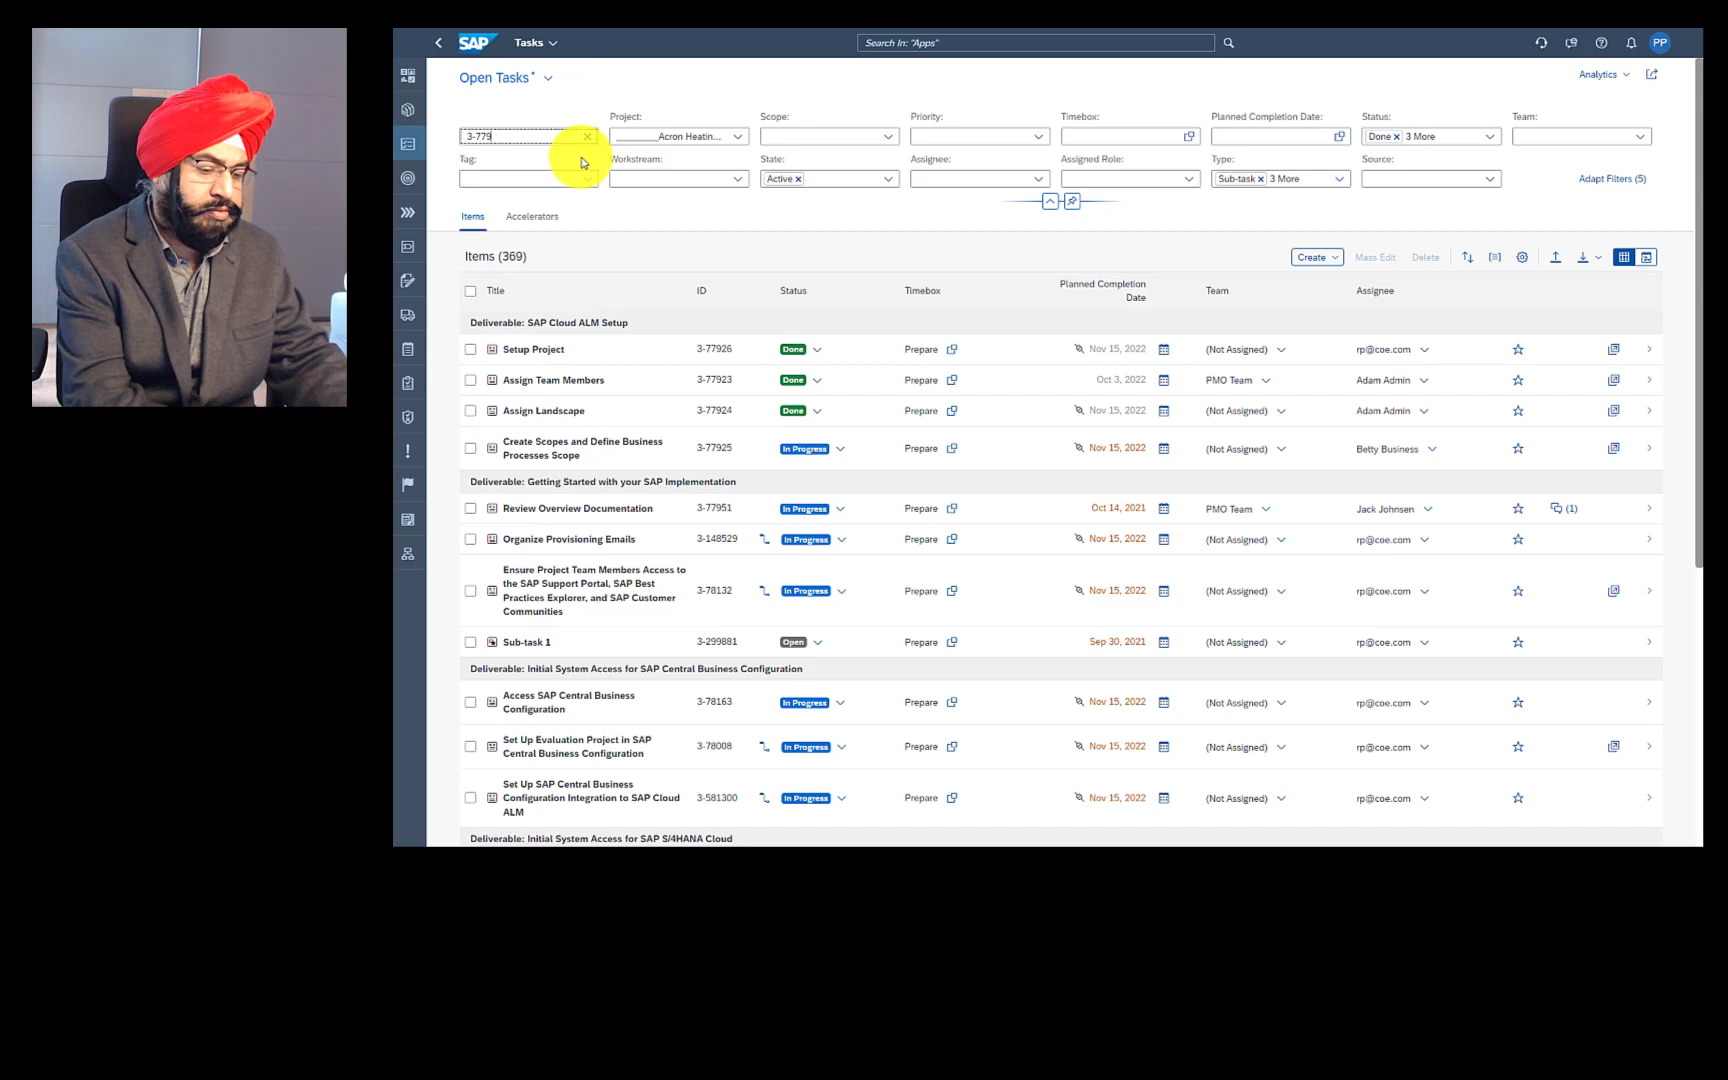 SAP Tasks Search In: "Apps" PP
Open Tasks* Analytics
Project: Scope: Priority: Timebox: Planned Completion Date: Status: Team:
3-779 ________Acron Heatin... Done 3 More
Tag: Workstream: State: Assignee: Assigned Role: Type: Source:
Active Sub-task 3 More Adapt Filters (5)
Items Accelerators
Items (369) Create Mass Edit Delete
Title ID Status Timebox Planned Completion Date Team Assignee
Deliverable: SAP Cloud ALM Setup
Setup Project 3-77926 Done Prepare Nov 15, 2022 (Not Assigned) rp@coe.com
Assign Team Members 3-77923 Done Prepare Oct 3, 2022 PMO Team Adam Admin
Assign Landscape 3-77924 Done Prepare Nov 15, 2022 (Not Assigned) Adam Admin
Create Scopes and Define Business
Processes Scope 3-77925 In Progress Prepare Nov 15, 2022 (Not Assigned) Betty Business
Deliverable: Getting Started with your SAP Implementation
Review Overview Documentation 3-77951 In Progress Prepare Oct 14, 2021 PMO Team Jack Johnsen (1)
Organize Provisioning Emails 3-148529 In Progress Prepare Nov 15, 2022 (Not Assigned) rp@coe.com
Ensure Project Team Members Access to
the SAP Support Portal, SAP Best
Practices Explorer, and SAP Customer
Communities 3-78132 In Progress Prepare Nov 15, 2022 (Not Assigned) rp@coe.com
Sub-task 1 3-299881 Open Prepare Sep 30, 2021 (Not Assigned) rp@coe.com
Deliverable: Initial System Access for SAP Central Business Configuration
Access SAP Central Business
Configuration 3-78163 In Progress Prepare Nov 15, 2022 (Not Assigned) rp@coe.com
Set Up Evaluation Project in SAP
Central Business Configuration 3-78008 In Progress Prepare Nov 15, 2022 (Not Assigned) rp@coe.com
Set Up SAP Central Business
Configuration Integration to SAP Cloud
ALM 3-581300 In Progress Prepare Nov 15, 2022 (Not Assigned) rp@coe.com
Deliverable: Initial System Access for SAP S/4HANA Cloud